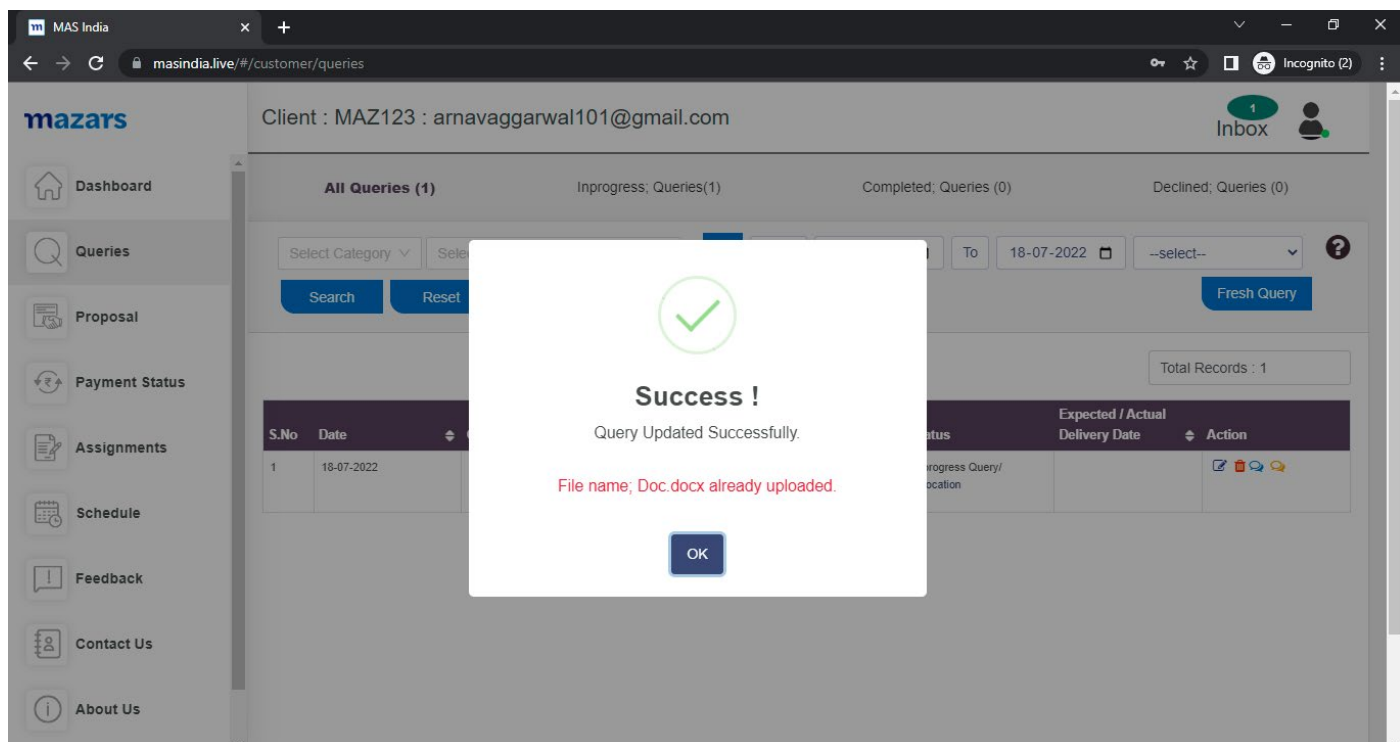 MAS India
masindia.live/#/customer/queries
Incognito (2)
mazars
Client : MAZ123 : arnavaggarwal101@gmail.com
1
Inbox
Dashboard
Queries
Proposal
Payment Status
Assignments
Schedule
Feedback
Contact Us
About Us
All Queries (1)
Inprogress; Queries(1)
Completed; Queries (0)
Declined; Queries (0)
Select Category
To
18-07-2022
--select--
Search
Reset
Fresh Query
Total Records : 1
S.No
Date
Expected / Actual
Delivery Date
Action
1
18-07-2022
Query/
Success !
Query Updated Successfully.
File name; Doc.docx already uploaded.
OK